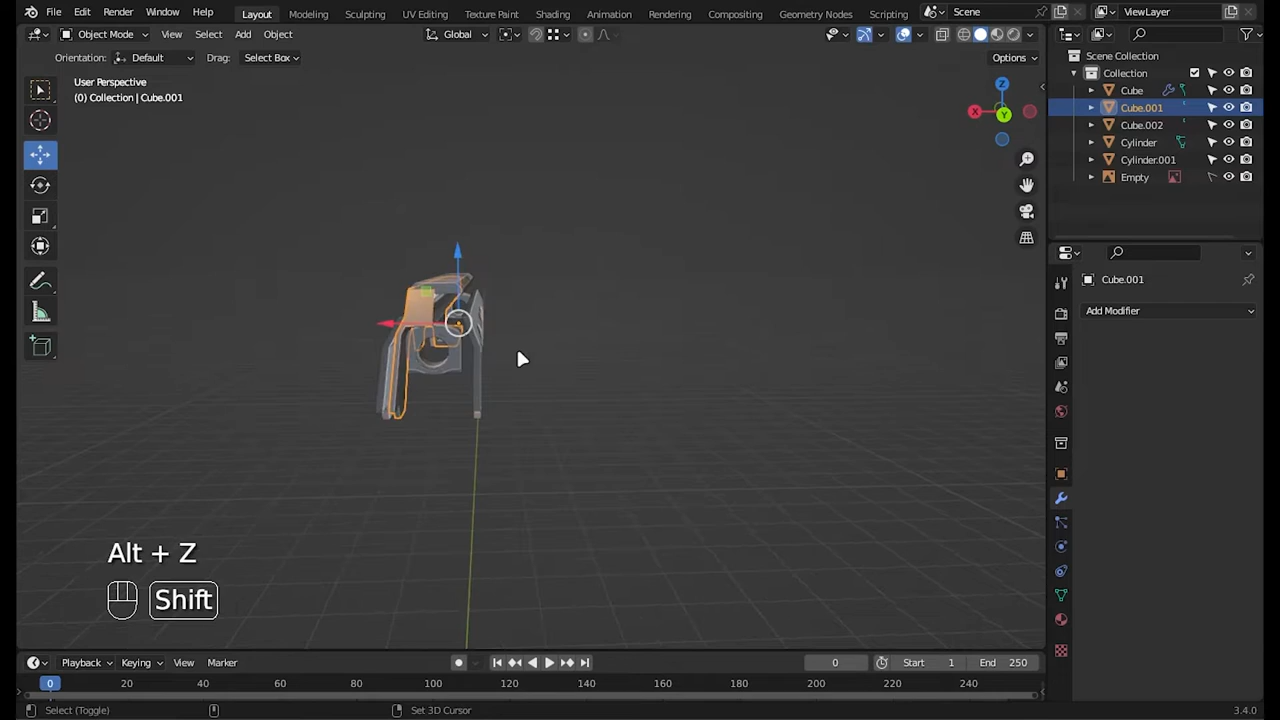 File Edit Render Window Help Layout Modeling Sculpting UV Editing Texture Paint Shading Animation Rendering Compositing Geometry Nodes Scripting Scene ViewLayer
Object Mode View Select Add Object Global
Orientation: Default Drag: Select Box Options
User Perspective
(0) Collection | Cube.001
Z
X
Y
Scene Collection
Collection
Cube
Cube.001
Cube.002
Cylinder
Cylinder.001
Empty
Cube.001
Add Modifier
Alt + Z
Shift
Playback Keying View Marker 0 Start 1 End 250
0 20 40 60 80 100 120 140 160 180 200 220 240
Select (Toggle) Set 3D Cursor 3.4.0